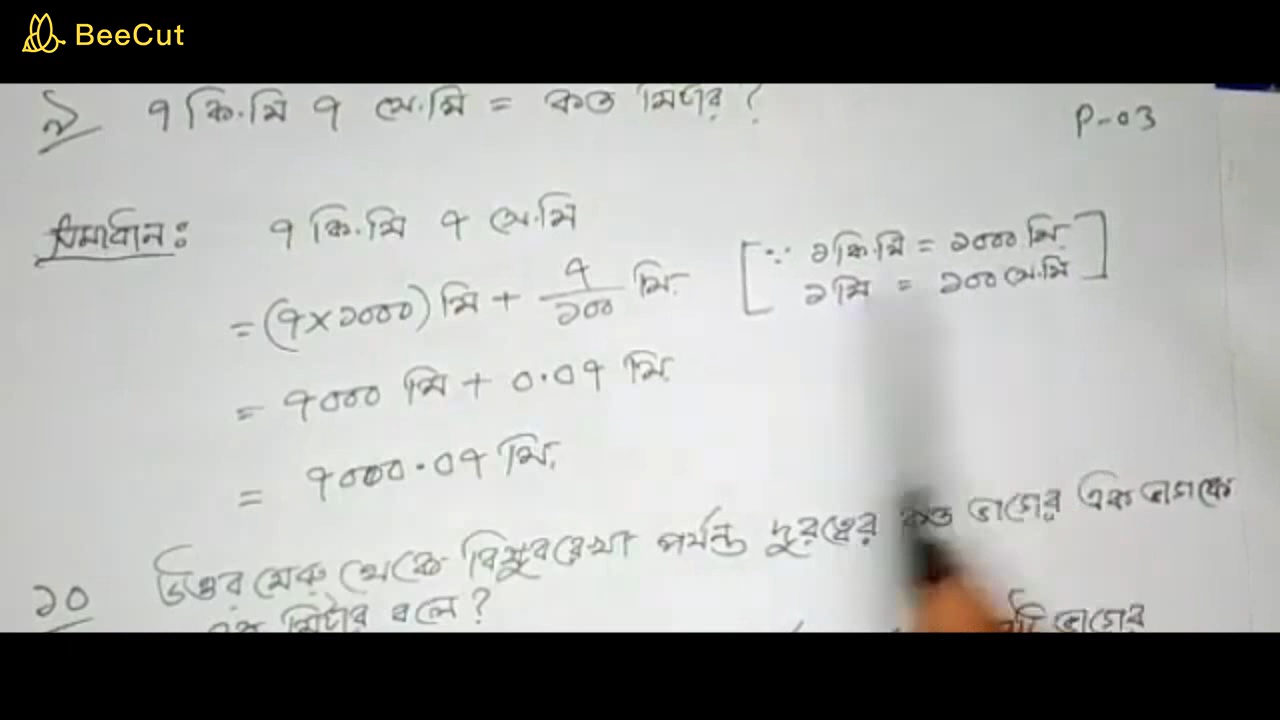 BeeCut
৯ ৭ কি.মি ৭ সে.মি = কত মিটার?
P-03
সমাধান: ৭ কি.মি ৭ সে.মি
= (৭×১০০০) মি + ৭/১০০ মি. [∵ ১ কি.মি = ১০০০ মি.
১ মি = ১০০ সে.মি]
= ৭০০০ মি + ০.০৭ মি.
= ৭০০০.০৭ মি.
১০ উত্তর মেরু থেকে বিষুবরেখা পর্যন্ত দুরত্বের কত ভাগের এক ভাগকে
এক মিটার বলে?
ভাগের